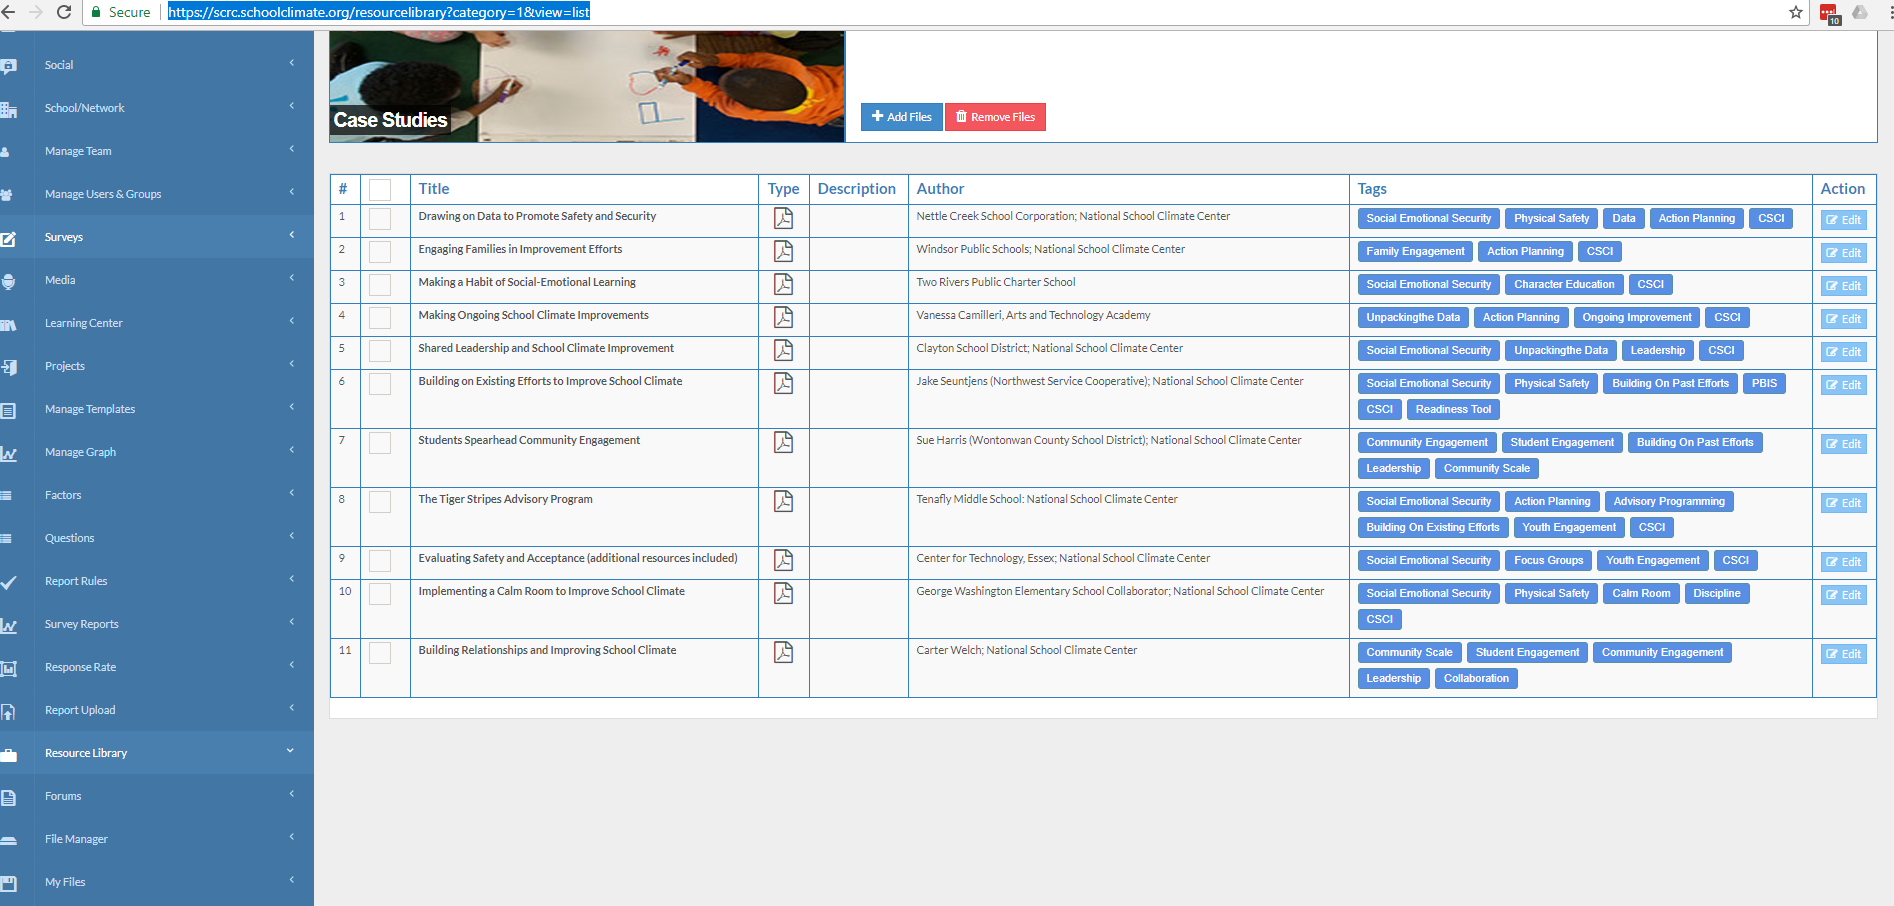 Secure https://scrc.schoolclimate.org/resourcelibrary?category=1&view=list
10
Social
School/Network
Manage Team
Manage Users & Groups
Surveys
Media
Learning Center
Projects
Manage Templates
Manage Graph
Factors
Questions
Report Rules
Survey Reports
Response Rate
Report Upload
Resource Library
Forums
File Manager
My Files
Case Studies
Add Files Remove Files
# Title Type Description Author Tags Action
1 Drawing on Data to Promote Safety and Security Nettle Creek School Corporation; National School Climate Center Social Emotional Security Physical Safety Data Action Planning CSCI Edit
2 Engaging Families in Improvement Efforts Windsor Public Schools; National School Climate Center Family Engagement Action Planning CSCI Edit
3 Making a Habit of Social-Emotional Learning Two Rivers Public Charter School Social Emotional Security Character Education CSCI Edit
4 Making Ongoing School Climate Improvements Vanessa Camilleri, Arts and Technology Academy Unpackingthe Data Action Planning Ongoing Improvement CSCI Edit
5 Shared Leadership and School Climate Improvement Clayton School District; National School Climate Center Social Emotional Security Unpackingthe Data Leadership CSCI Edit
6 Building on Existing Efforts to Improve School Climate Jake Seuntjens (Northwest Service Cooperative); National School Climate Center Social Emotional Security Physical Safety Building On Past Efforts PBIS Edit
CSCI Readiness Tool
7 Students Spearhead Community Engagement Sue Harris (Wontonwan County School District); National School Climate Center Community Engagement Student Engagement Building On Past Efforts Edit
Leadership Community Scale
8 The Tiger Stripes Advisory Program Tenafly Middle School: National School Climate Center Social Emotional Security Action Planning Advisory Programming Edit
Building On Existing Efforts Youth Engagement CSCI
9 Evaluating Safety and Acceptance (additional resources included) Center for Technology, Essex; National School Climate Center Social Emotional Security Focus Groups Youth Engagement CSCI Edit
10 Implementing a Calm Room to Improve School Climate George Washington Elementary School Collaborator; National School Climate Center Social Emotional Security Physical Safety Calm Room Discipline Edit
CSCI
11 Building Relationships and Improving School Climate Carter Welch; National School Climate Center Community Scale Student Engagement Community Engagement Edit
Leadership Collaboration